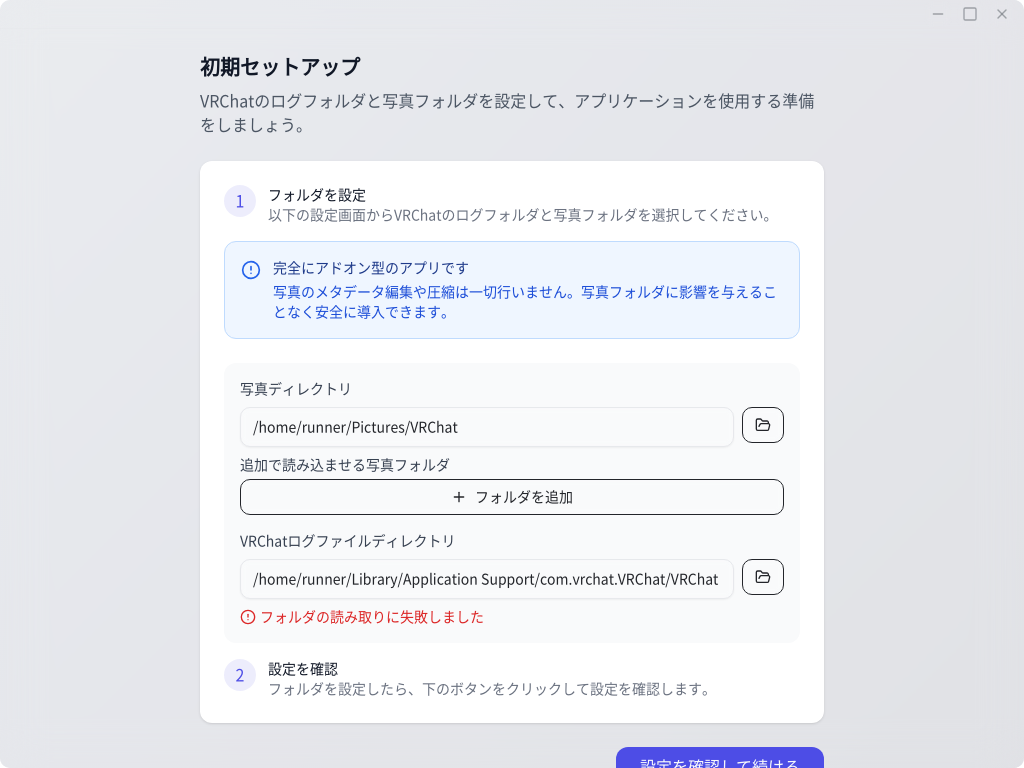 初期セットアップ
VRChatのログフォルダと写真フォルダを設定して、アプリケーションを使用する準備
をしましょう。
1
フォルダを設定
以下の設定画面からVRChatのログフォルダと写真フォルダを選択してください。
完全にアドオン型のアプリです
写真のメタデータ編集や圧縮は一切行いません。写真フォルダに影響を与えるこ
となく安全に導入できます。
写真ディレクトリ
/home/runner/Pictures/VRChat
追加で読み込ませる写真フォルダ
フォルダを追加
VRChatログファイルディレクトリ
/home/runner/Library/Application Support/com.vrchat.VRChat/VRChat
フォルダの読み取りに失敗しました
2
設定を確認
フォルダを設定したら、下のボタンをクリックして設定を確認します。
設定を確認して続ける